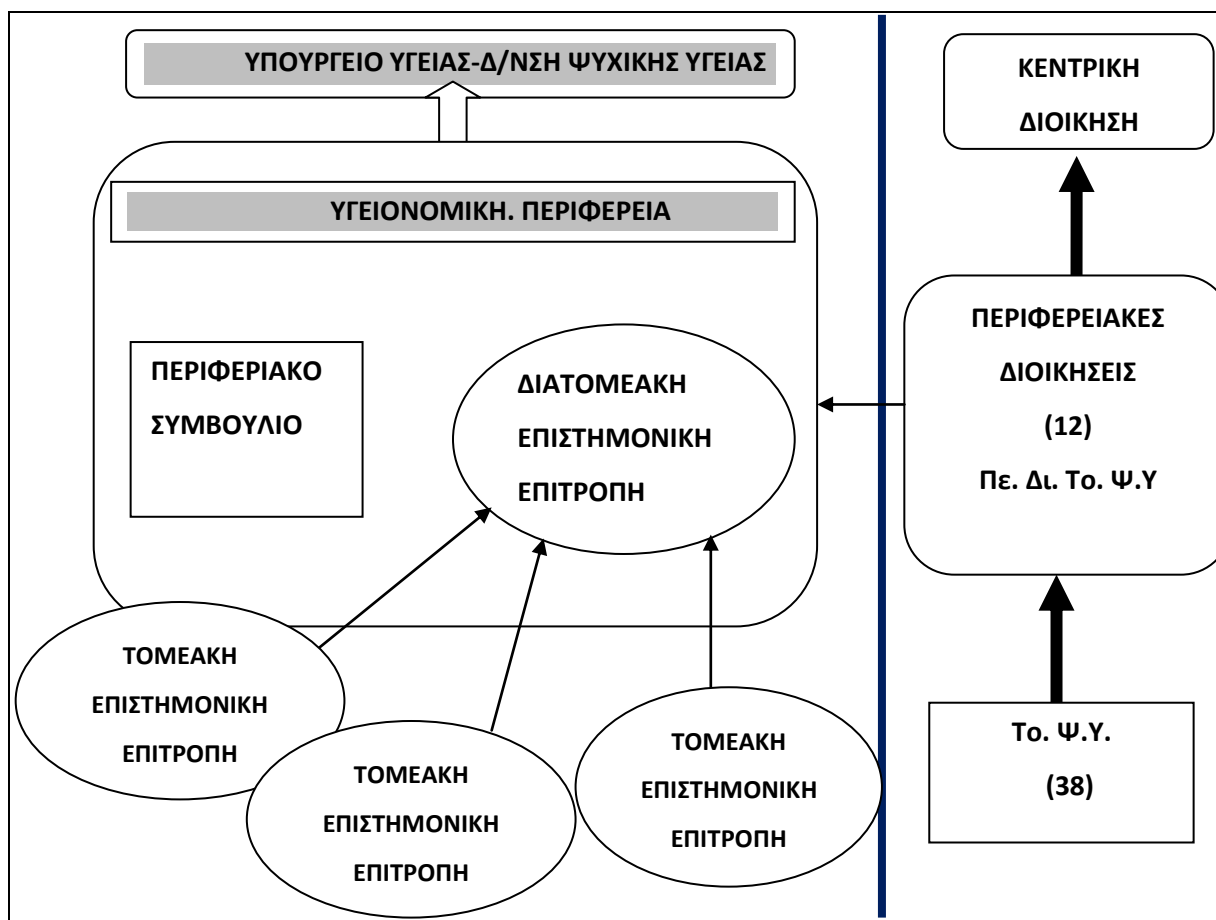 ΥΠΟΥΡΓΕΙΟ ΥΓΕΙΑΣ-Δ/ΝΣΗ ΨΥΧΙΚΗΣ ΥΓΕΙΑΣ
ΥΓΕΙΟΝΟΜΙΚΗ. ΠΕΡΙΦΕΡΕΙΑ
ΠΕΡΙΦΕΡΙΑΚΟ
ΣΥΜΒΟΥΛΙΟ
ΔΙΑΤΟΜΕΑΚΗ
ΕΠΙΣΤΗΜΟΝΙΚΗ
ΕΠΙΤΡΟΠΗ
ΤΟΜΕΑΚΗ
ΕΠΙΣΤΗΜΟΝΙΚΗ
ΕΠΙΤΡΟΠΗ
ΤΟΜΕΑΚΗ
ΕΠΙΣΤΗΜΟΝΙΚΗ
ΕΠΙΤΡΟΠΗ
ΤΟΜΕΑΚΗ
ΕΠΙΣΤΗΜΟΝΙΚΗ
ΕΠΙΤΡΟΠΗ
ΚΕΝΤΡΙΚΗ
ΔΙΟΙΚΗΣΗ
ΠΕΡΙΦΕΡΕΙΑΚΕΣ
ΔΙΟΙΚΗΣΕΙΣ
(12)
Πε. Δι. Το. Ψ.Υ
Το. Ψ.Υ.
(38)